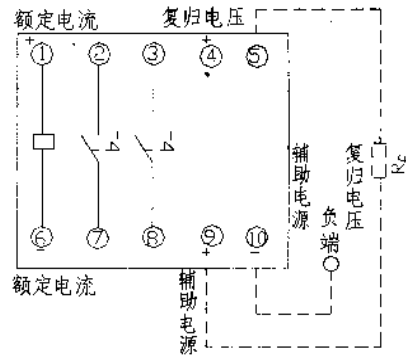 额定电流
复归电压
+
+
① ② ③ ④ ⑤
辅助电源
复归电压
负端
Rc
⑥ ⑦ ⑧ ⑨ ⑩
−
+
−
额定电流
辅助电源